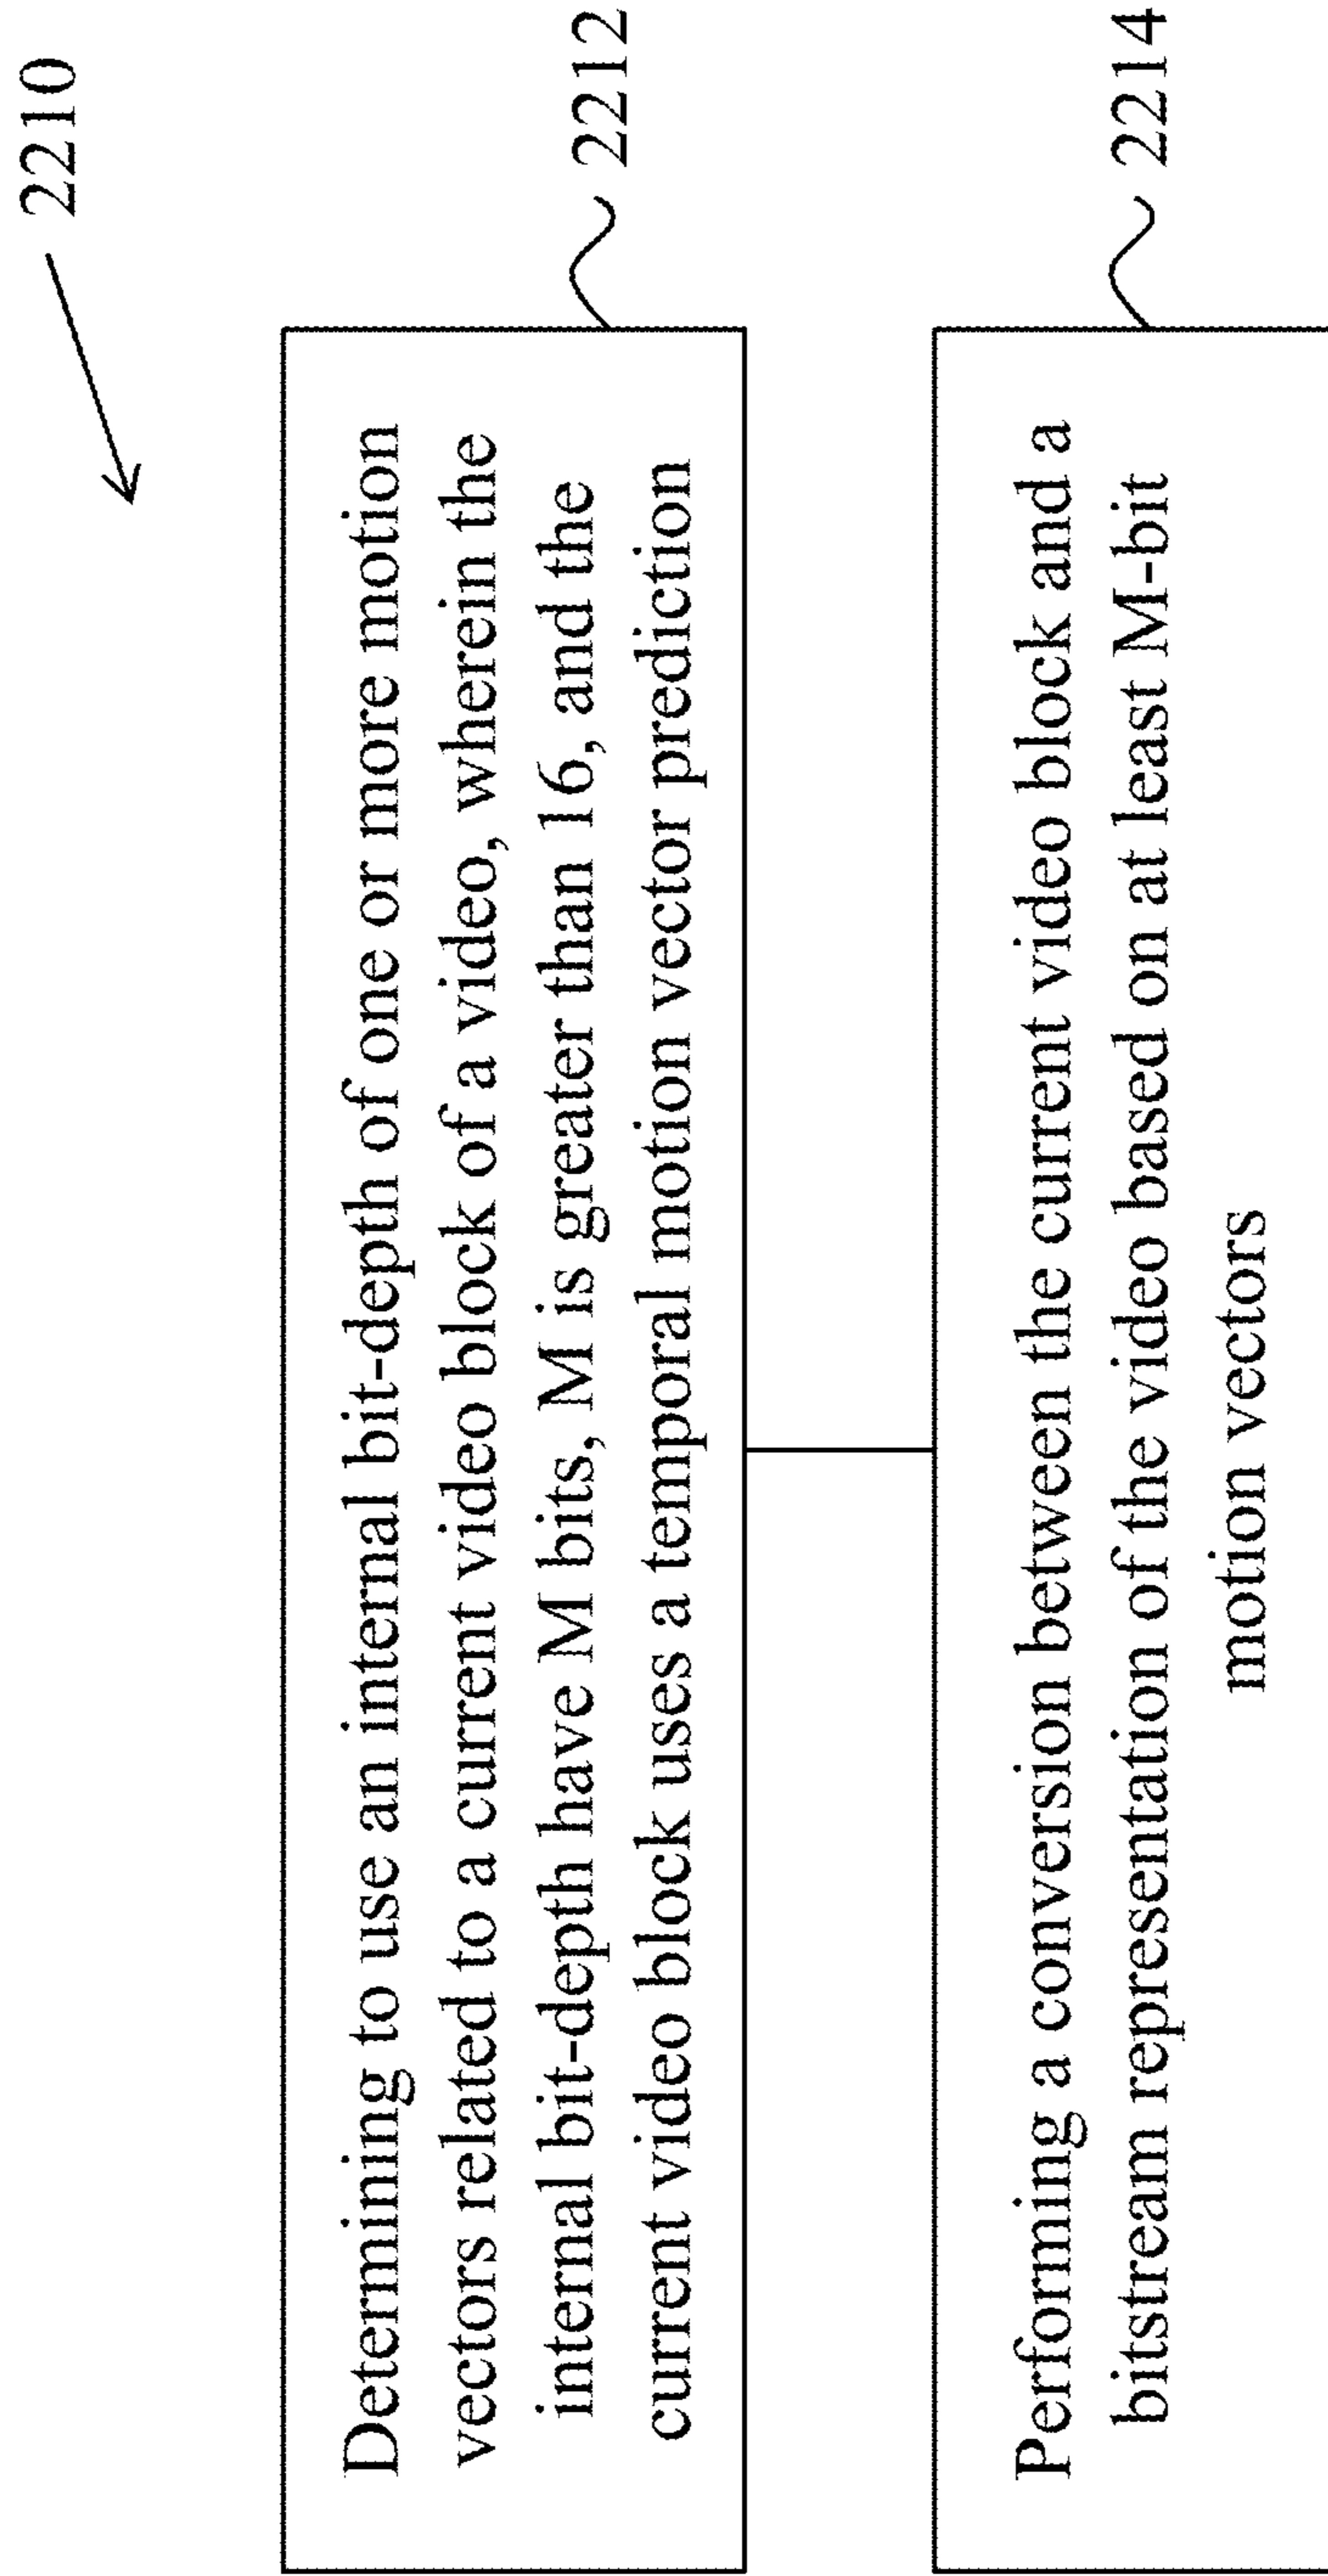 2210
Determining to use an internal bit-depth of one or more motion
vectors related to a current video block of a video, wherein the
internal bit-depth have M bits, M is greater than 16, and the
current video block uses a temporal motion vector prediction
2212
Performing a conversion between the current video block and a
bitstream representation of the video based on at least M-bit
motion vectors
2214